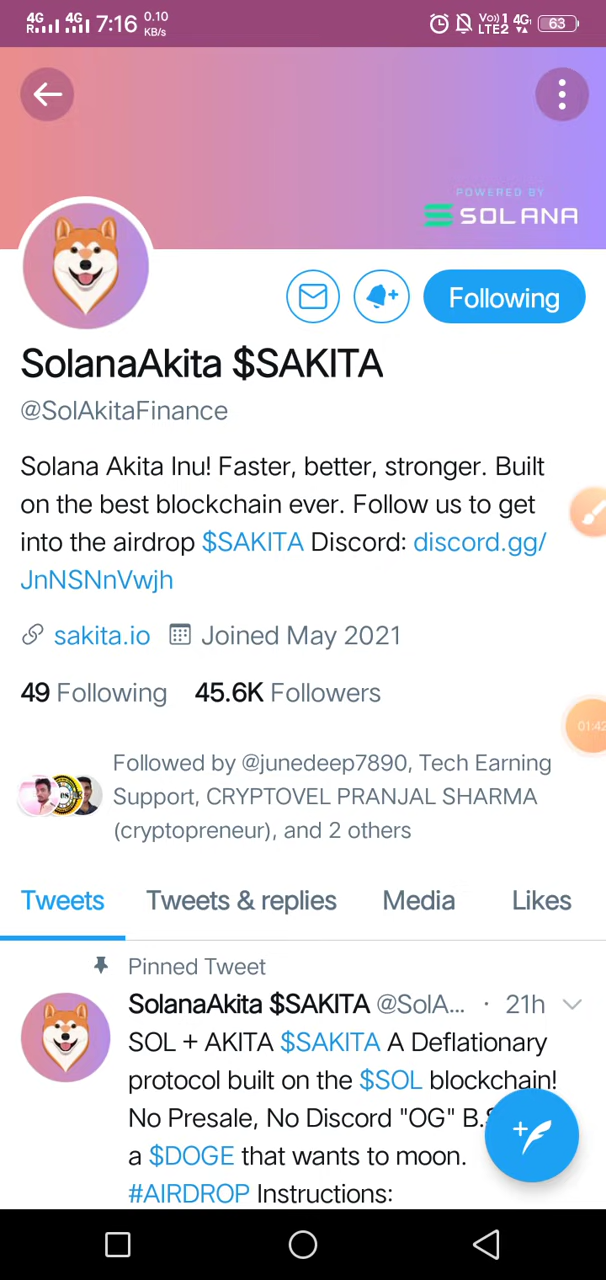 4G 4G 7:16 0.10 KB/s Vo)) 1 4G LTE2 63
POWERED BY
SOLANA
Following
SolanaAkita $SAKITA
@SolAkitaFinance
Solana Akita Inu! Faster, better, stronger. Built
on the best blockchain ever. Follow us to get
into the airdrop $SAKITA Discord: discord.gg/
JnNSNnVwjh
sakita.io Joined May 2021
49 Following 45.6K Followers
01:42
Followed by @junedeep7890, Tech Earning
Support, CRYPTOVEL PRANJAL SHARMA
(cryptopreneur), and 2 others
Tweets Tweets & replies Media Likes
Pinned Tweet
SolanaAkita $SAKITA @SolA... · 21h
SOL + AKITA $SAKITA A Deflationary
protocol built on the $SOL blockchain!
No Presale, No Discord "OG" B.
a $DOGE that wants to moon.
#AIRDROP Instructions: